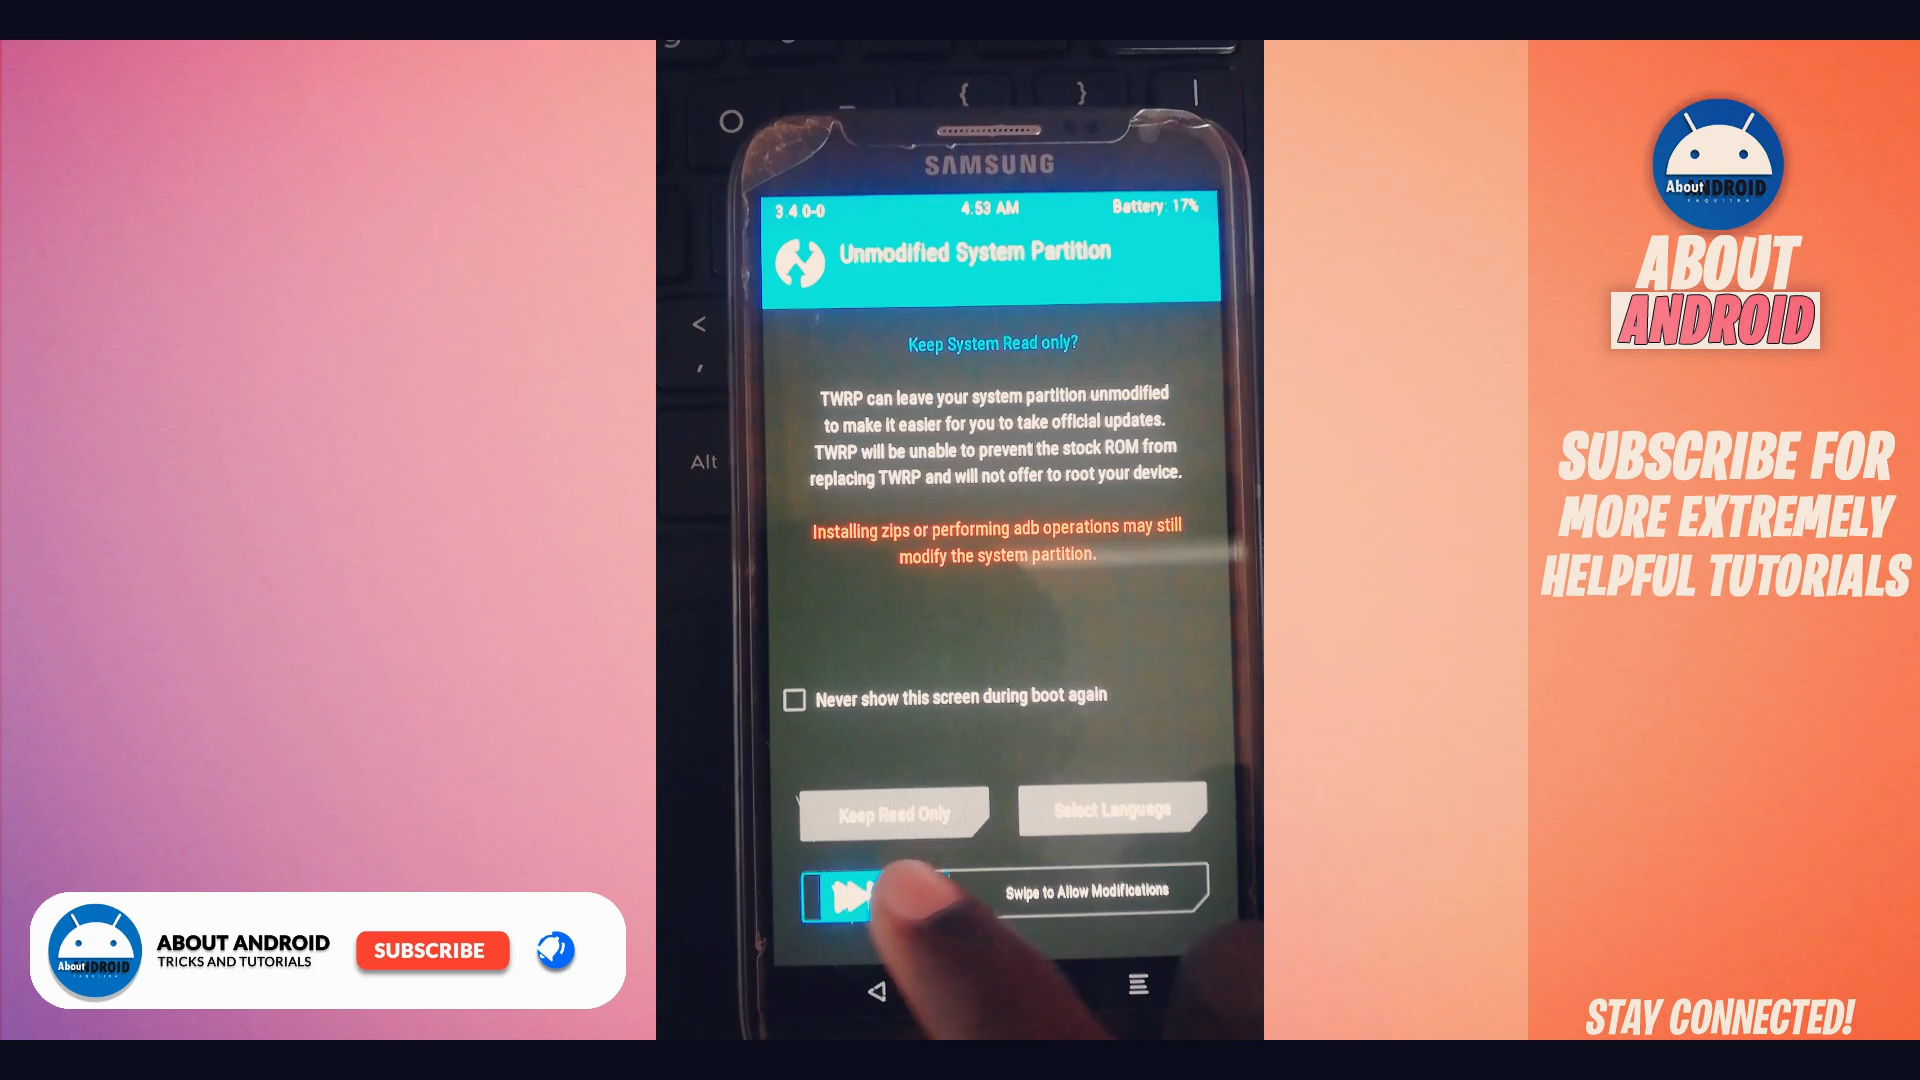 {
}
|
O
<
,
Alt
SAMSUNG
3.4.0-0
4:53 AM
Battery: 17%
Unmodified System Partition
Keep System Read only?
TWRP can leave your system partition unmodified
to make it easier for you to take official updates.
TWRP will be unable to prevent the stock ROM from
replacing TWRP and will not offer to root your device.
Installing zips or performing adb operations may still
modify the system partition.
Never show this screen during boot again
Keep Read Only
Select Language
Swipe to Allow Modifications
About ANDROID
ABOUT
ANDROID
SUBSCRIBE FOR
MORE EXTREMELY
HELPFUL TUTORIALS
STAY CONNECTED!
About ANDROID
ABOUT ANDROID
TRICKS AND TUTORIALS
SUBSCRIBE